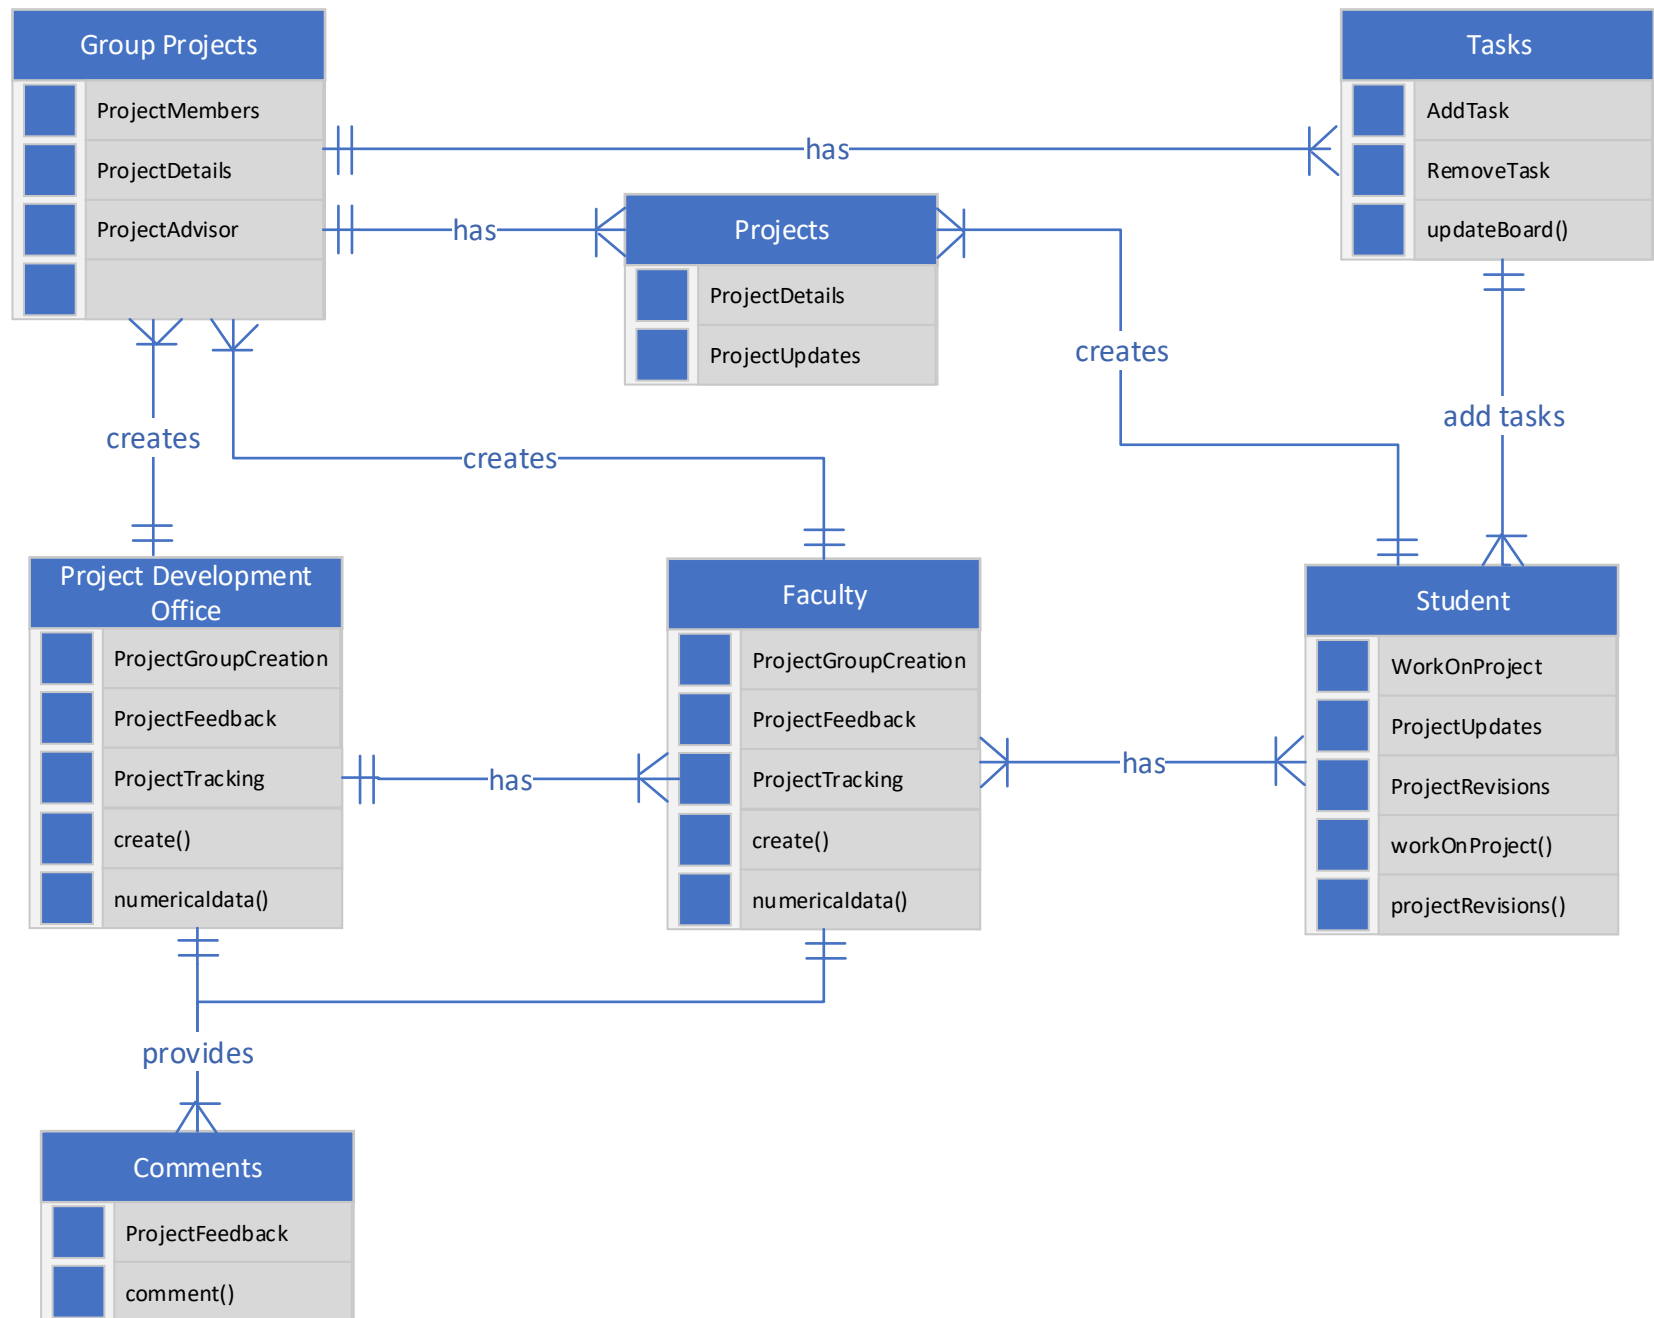 Group Projects
ProjectMembers
ProjectDetails
ProjectAdvisor
Tasks
AddTask
RemoveTask
updateBoard()
has
has
Projects
ProjectDetails
ProjectUpdates
creates
add tasks
creates
creates
Project Development
Office
ProjectGroupCreation
ProjectFeedback
ProjectTracking
create()
numericaldata()
has
Faculty
ProjectGroupCreation
ProjectFeedback
ProjectTracking
create()
numericaldata()
has
Student
WorkOnProject
ProjectUpdates
ProjectRevisions
workOnProject()
projectRevisions()
provides
Comments
ProjectFeedback
comment()